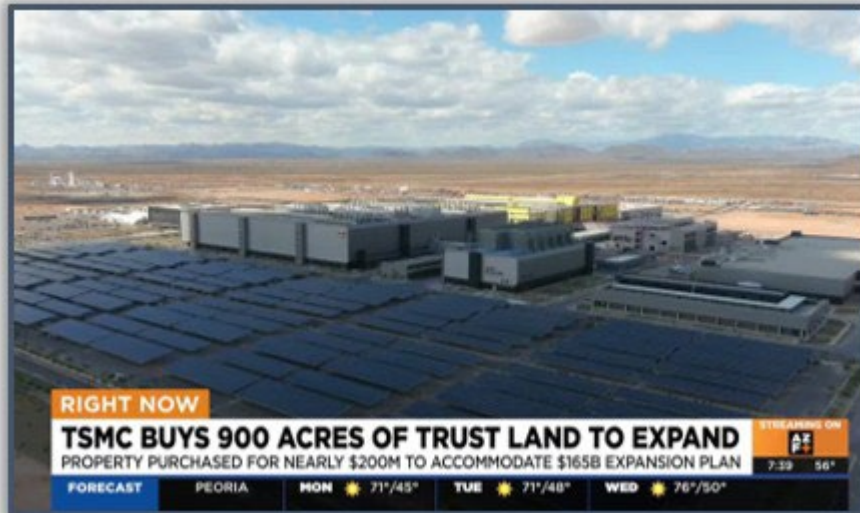 RIGHT NOW
TSMC BUYS 900 ACRES OF TRUST LAND TO EXPAND
PROPERTY PURCHASED FOR NEARLY $200M TO ACCOMMODATE $165B EXPANSION PLAN
STREAMING ON
AZ
F+
7:39 56°
FORECAST PEORIA MON 71°/45° TUE 71°/48° WED 76°/50°